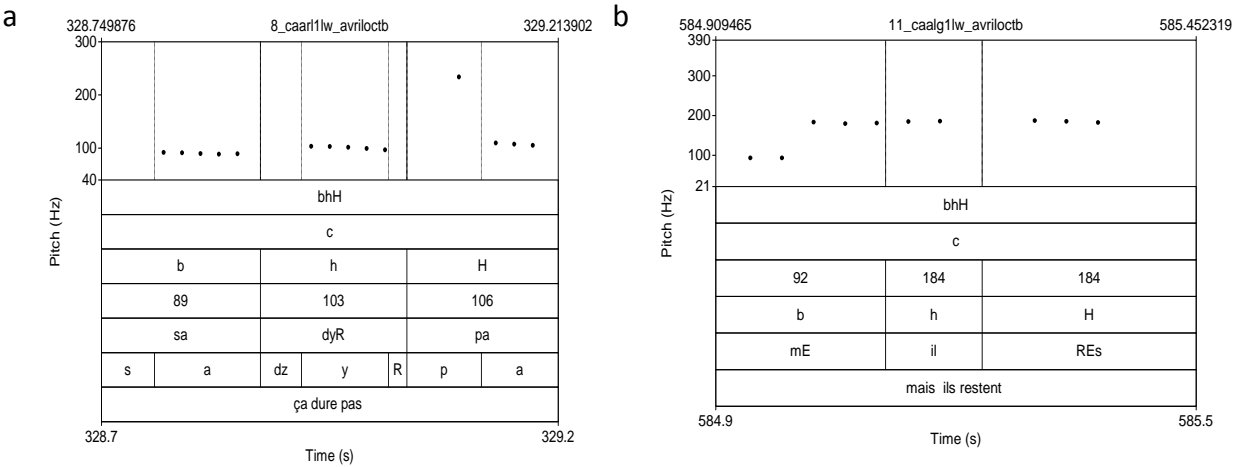 a
328.749876 8_caarl1lw_avriloctb 329.213902
300
200
100
40
Pitch (Hz)
bhH
c
b h H
89 103 106
sa dyR pa
s a dz y R p a
ça dure pas
328.7 329.2
Time (s)
b
584.909465 11_caalg1lw_avriloctb 585.452319
390
300
200
100
21
Pitch (Hz)
bhH
c
92 184 184
b h H
mE il REs
mais ils restent
584.9 585.5
Time (s)